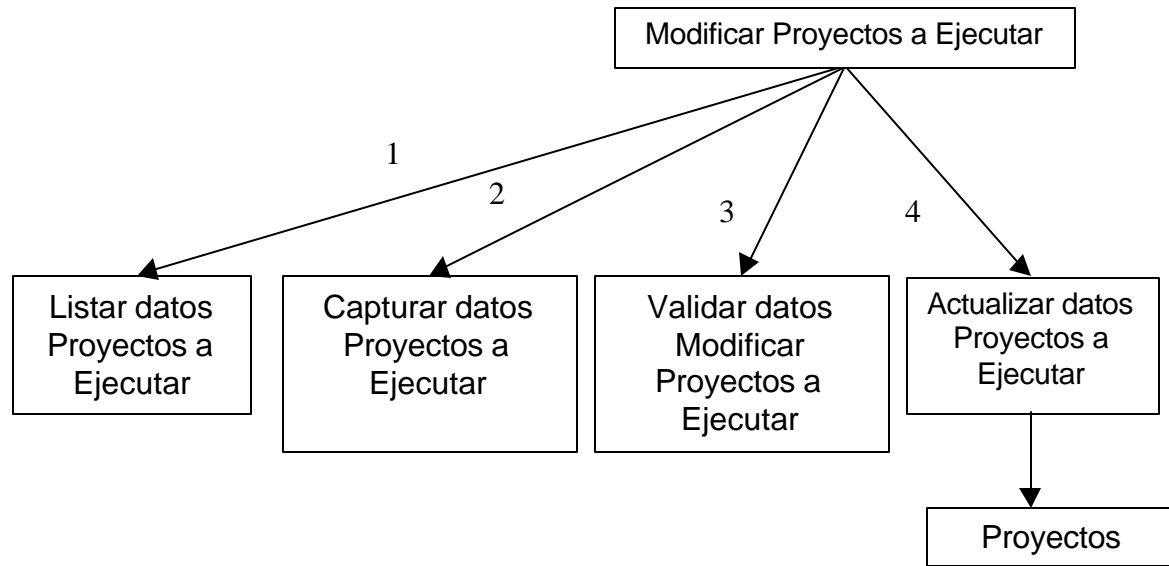 Modificar Proyectos a Ejecutar
1
2
3
4
Listar datos
Proyectos a
Ejecutar
Capturar datos
Proyectos a
Ejecutar
Validar datos
Modificar
Proyectos a
Ejecutar
Actualizar datos
Proyectos a
Ejecutar
Proyectos